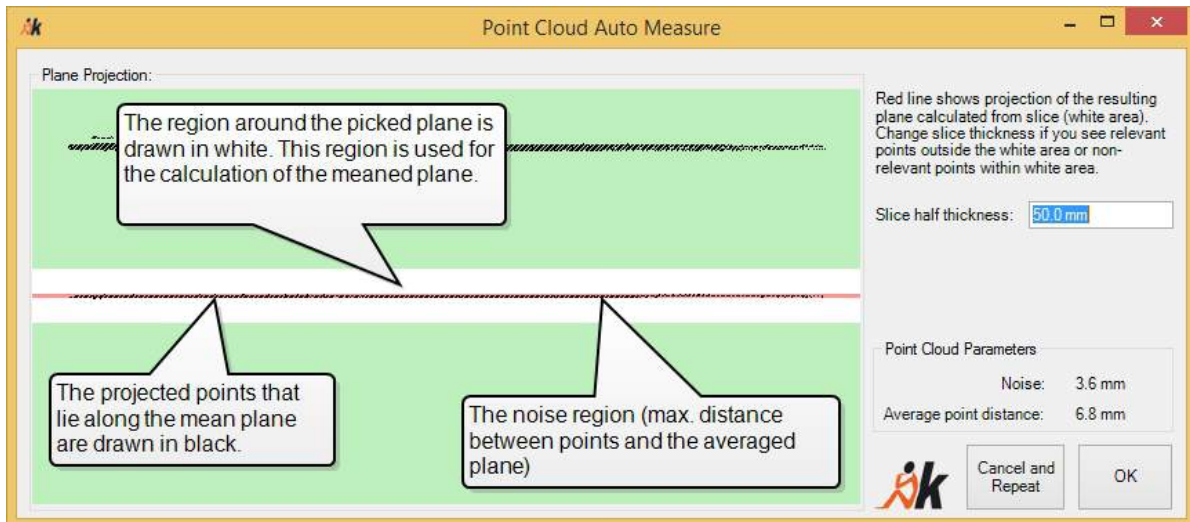 Point Cloud Auto Measure
Plane Projection:
The region around the picked plane is
drawn in white. This region is used for
the calculation of the meaned plane.
The projected points that
lie along the mean plane
are drawn in black.
The noise region (max. distance
between points and the averaged
plane)
Red line shows projection of the resulting
plane calculated from slice (white area).
Change slice thickness if you see relevant
points outside the white area or non-
relevant points within white area.
Slice half thickness: 50.0 mm
Point Cloud Parameters
Noise: 3.6 mm
Average point distance: 6.8 mm
k
Cancel and
Repeat
OK